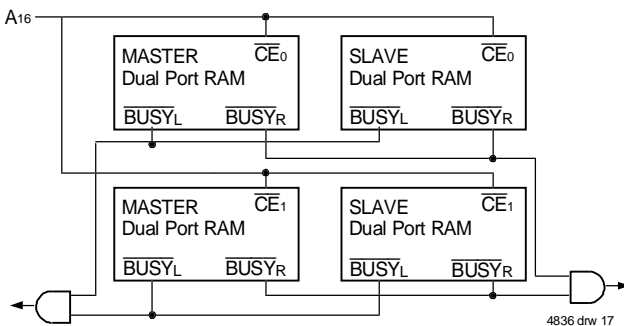 A16
MASTER
Dual Port RAM
CE0
BUSYL
BUSYR
SLAVE
Dual Port RAM
CE0
BUSYL
BUSYR
MASTER
Dual Port RAM
CE1
BUSYL
BUSYR
SLAVE
Dual Port RAM
CE1
BUSYL
BUSYR
4836 drw 17